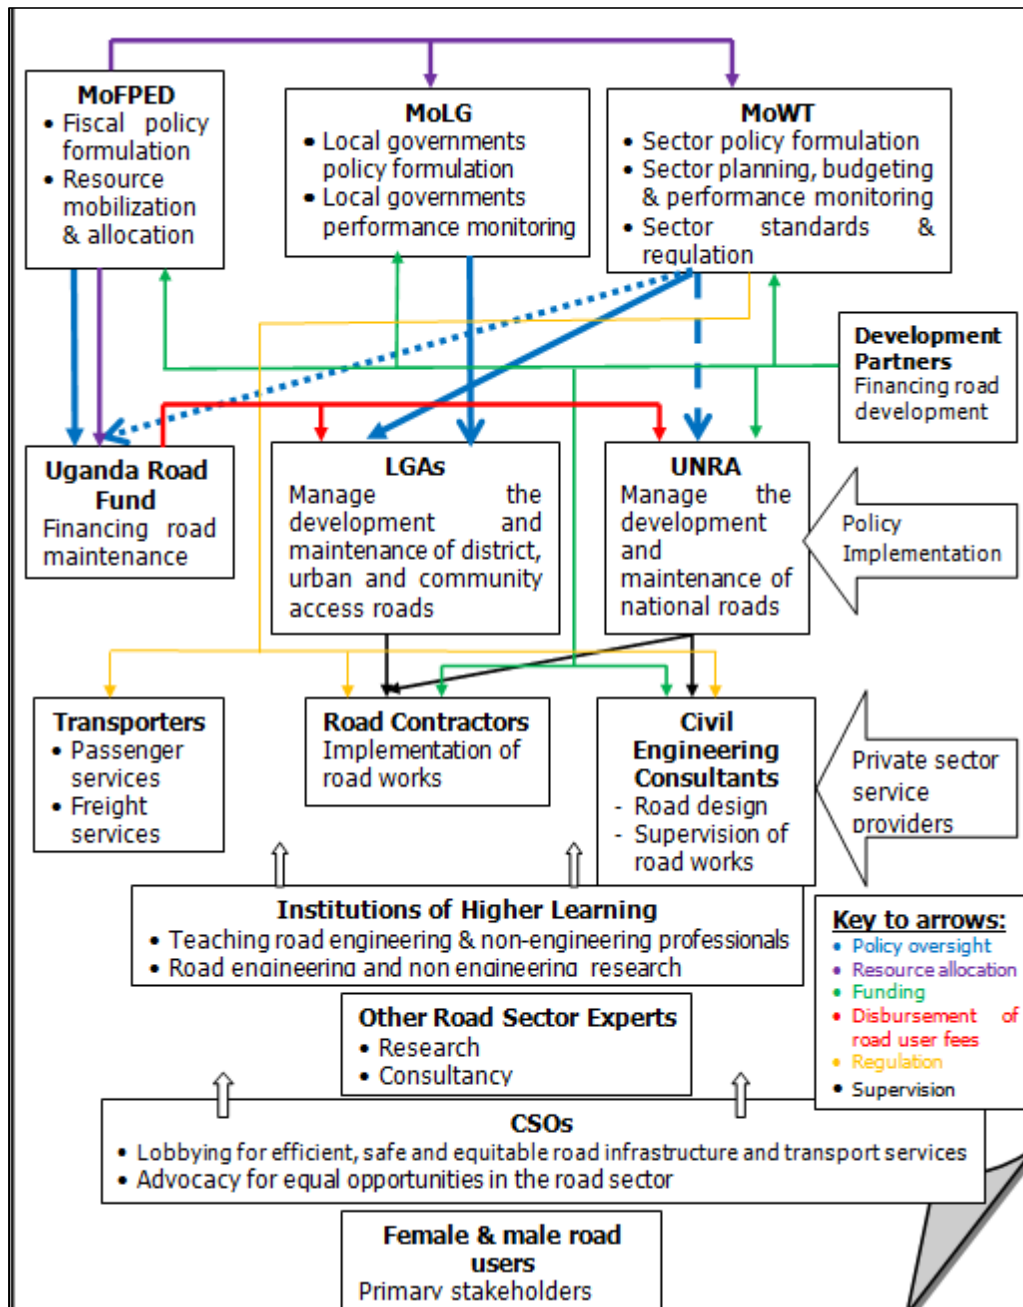 MoFPED
• Fiscal policy
formulation
• Resource
mobilization
& allocation
MoLG
• Local governments
policy formulation
• Local governments
performance monitoring
MoWT
• Sector policy formulation
• Sector planning, budgeting
& performance monitoring
• Sector standards &
regulation
Development
Partners
Financing road
development
Uganda Road
Fund
Financing road
maintenance
LGAs
Manage the
development and
maintenance of district,
urban and community
access roads
UNRA
Manage the
development
and
maintenance of
national roads
Policy
Implementation
Transporters
• Passenger
services
• Freight
services
Road Contractors
Implementation of
road works
Civil
Engineering
Consultants
- Road design
- Supervision of
road works
Private sector
service
providers
Institutions of Higher Learning
• Teaching road engineering & non-engineering professionals
• Road engineering and non engineering research
Key to arrows:
• Policy oversight
• Resource allocation
• Funding
• Disbursement of
road user fees
• Regulation
• Supervision
Other Road Sector Experts
• Research
• Consultancy
CSOs
• Lobbying for efficient, safe and equitable road infrastructure and transport services
• Advocacy for equal opportunities in the road sector
Female & male road
users
Primary stakeholders